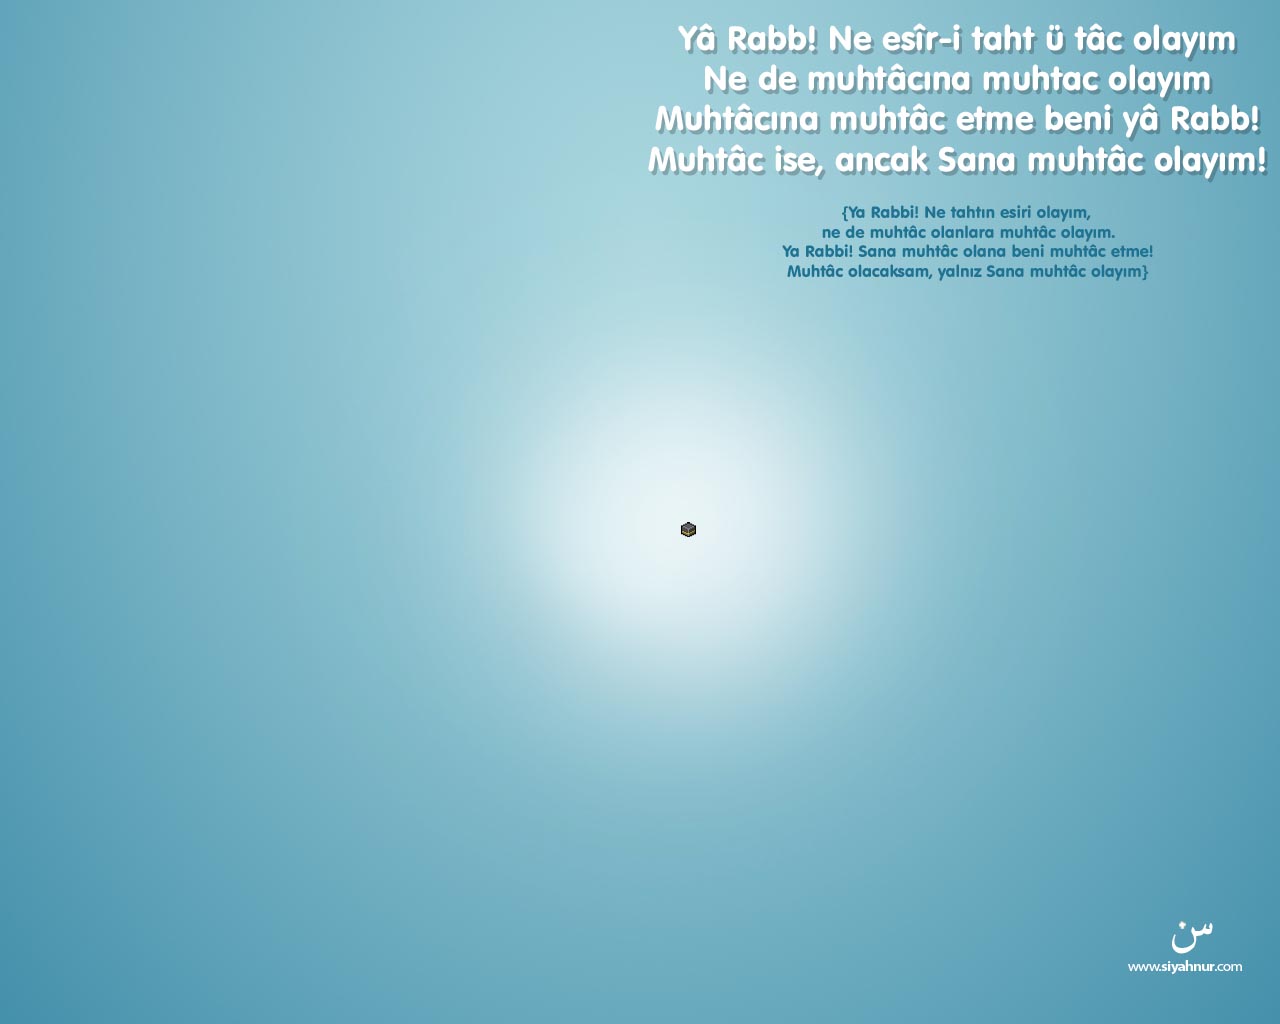 Yâ Rabb! Ne esîr-i taht ü tâc olayım
Ne de muhtâcına muhtac olayım
Muhtâcına muhtâc etme beni yâ Rabb!
Muhtâc ise, ancak Sana muhtâc olayım!
{Ya Rabbi! Ne tahtın esiri olayım,
ne de muhtâc olanlara muhtâc olayım.
Ya Rabbi! Sana muhtâc olana beni muhtâc etme!
Muhtâc olacaksam, yalnız Sana muhtâc olayım}
سن
www.siyahnur.com